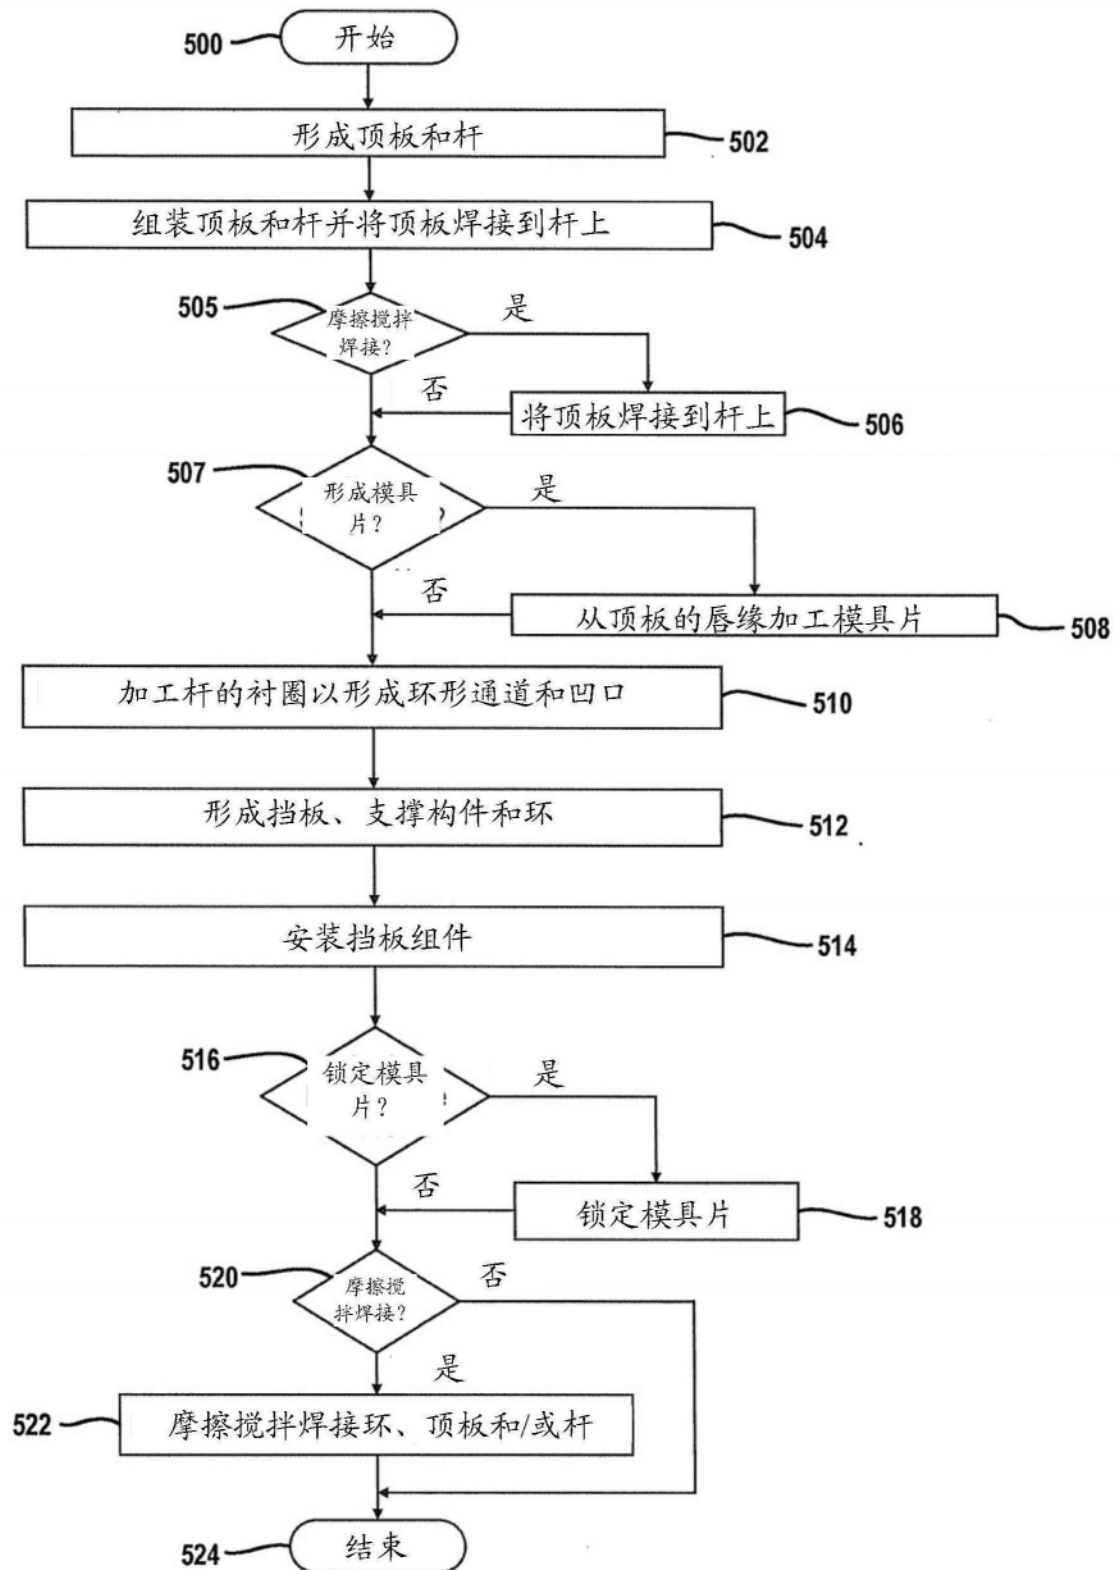 500
开始
形成顶板和杆
502
组装顶板和杆并将顶板焊接到杆上
504
505
摩擦搅拌
焊接?
是
否
将顶板焊接到杆上
506
507
形成模具
片?
是
否
从顶板的唇缘加工模具片
508
加工杆的衬圈以形成环形通道和凹口
510
形成挡板、支撑构件和环
512
安装挡板组件
514
516
锁定模具
片?
是
否
锁定模具片
518
520
摩擦搅
拌焊接?
否
是
522
摩擦搅拌焊接环、顶板和/或杆
524
结束